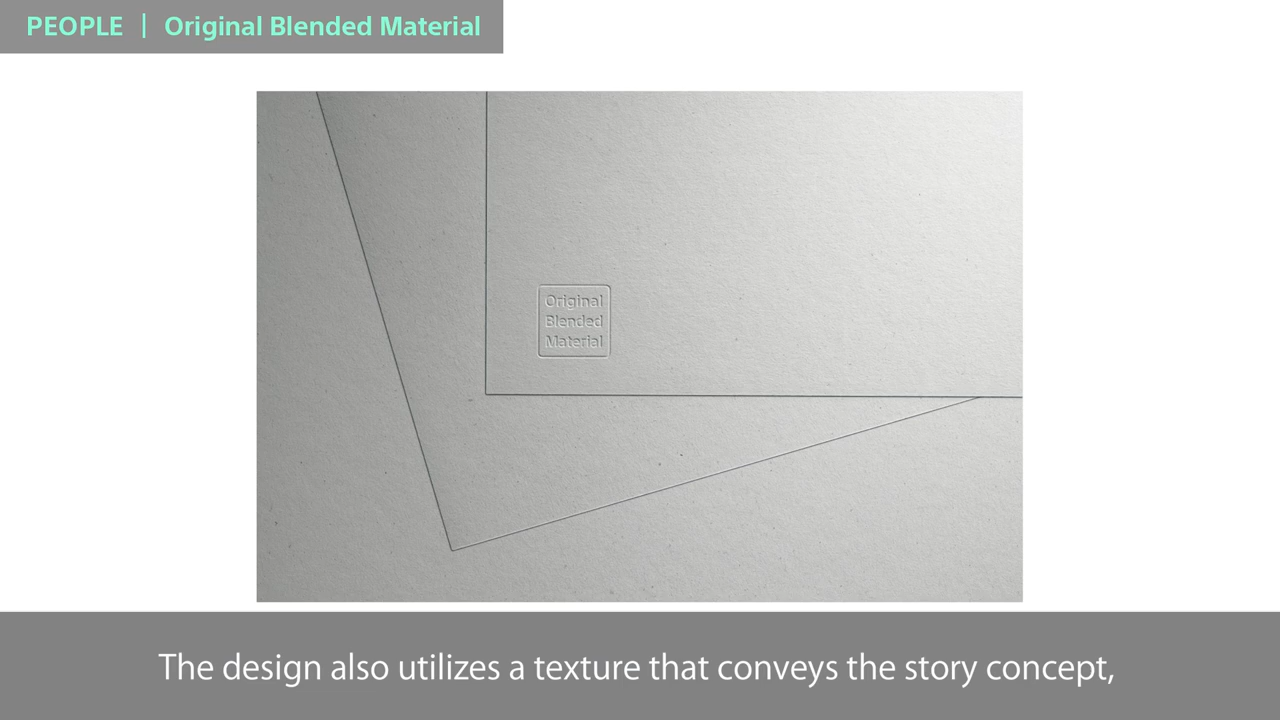 PEOPLE | Original Blended Material
Original
Blended
Material
The design also utilizes a texture that conveys the story concept,